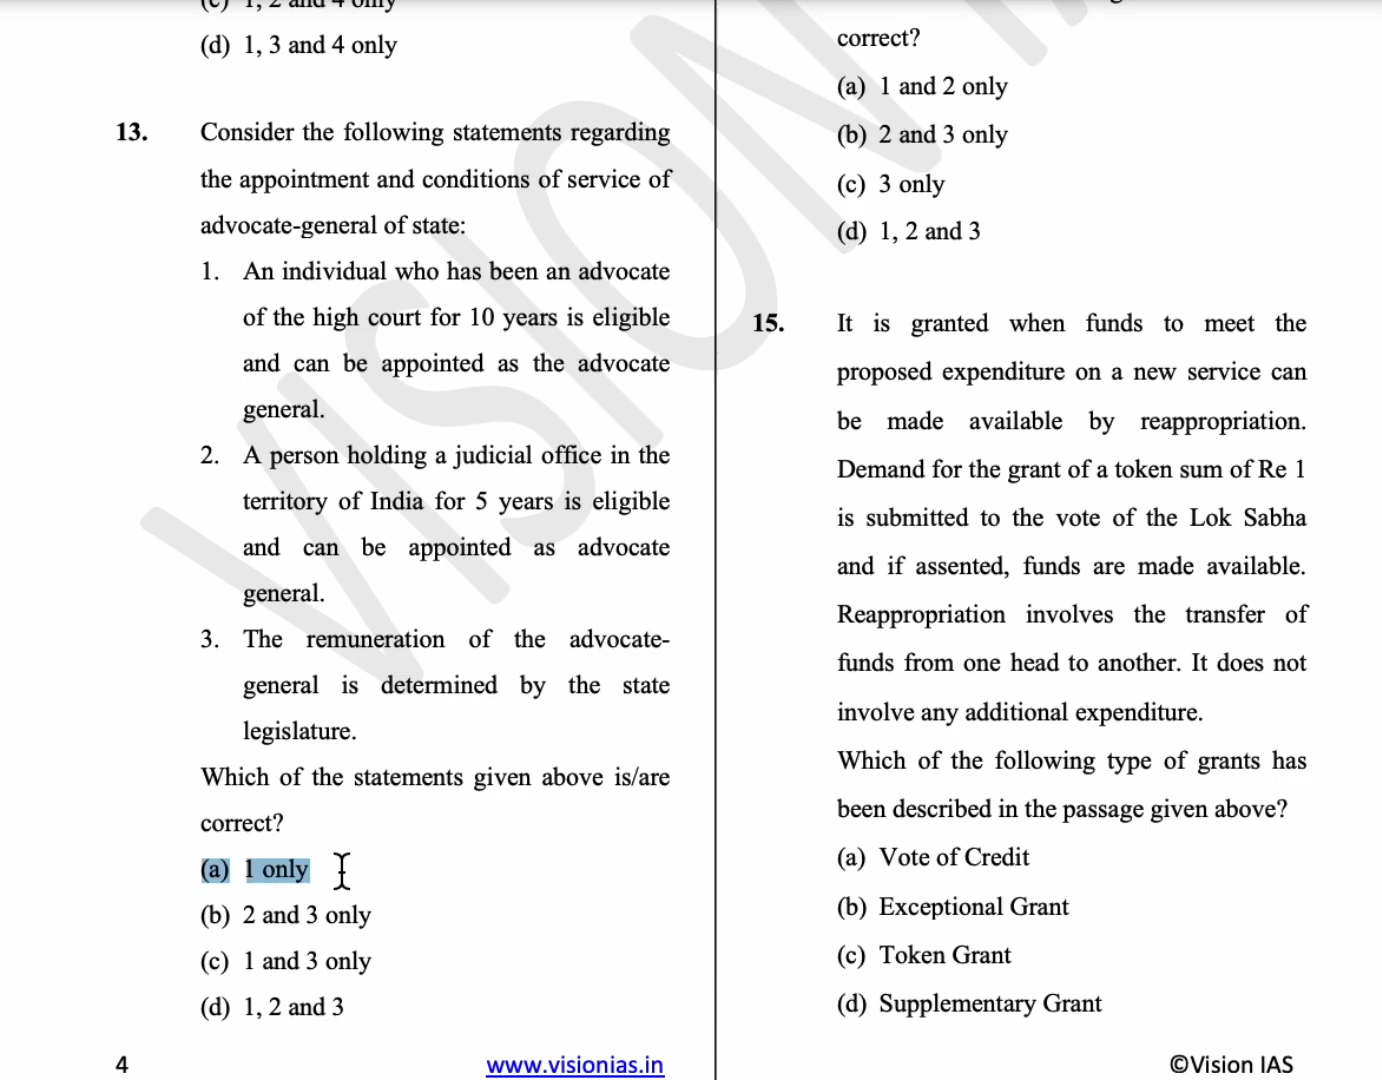 (c) 1, 2 and 4 only
(d) 1, 3 and 4 only
13. Consider the following statements regarding
the appointment and conditions of service of
advocate-general of state:
1. An individual who has been an advocate
of the high court for 10 years is eligible
and can be appointed as the advocate
general.
2. A person holding a judicial office in the
territory of India for 5 years is eligible
and can be appointed as advocate
general.
3. The remuneration of the advocate-
general is determined by the state
legislature.
Which of the statements given above is/are
correct?
(a) 1 only
(b) 2 and 3 only
(c) 1 and 3 only
(d) 1, 2 and 3
correct?
(a) 1 and 2 only
(b) 2 and 3 only
(c) 3 only
(d) 1, 2 and 3
15. It is granted when funds to meet the
proposed expenditure on a new service can
be made available by reappropriation.
Demand for the grant of a token sum of Re 1
is submitted to the vote of the Lok Sabha
and if assented, funds are made available.
Reappropriation involves the transfer of
funds from one head to another. It does not
involve any additional expenditure.
Which of the following type of grants has
been described in the passage given above?
(a) Vote of Credit
(b) Exceptional Grant
(c) Token Grant
(d) Supplementary Grant
4 www.visionias.in ©Vision IAS
VISION